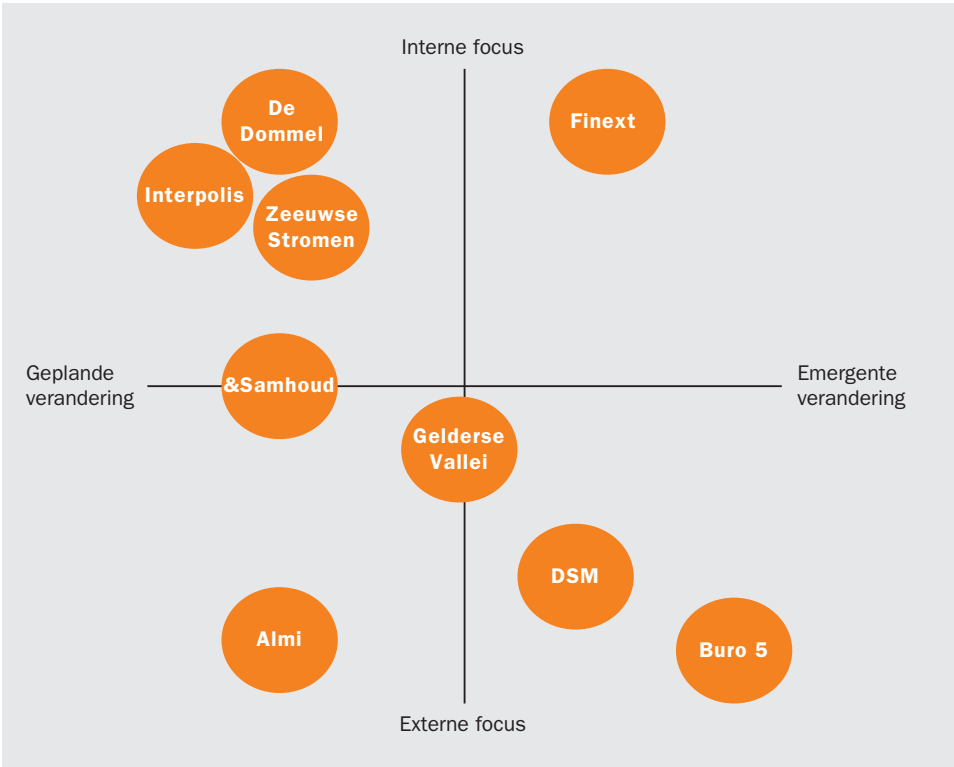 Interne focus
De
Dommel
Finext
Interpolis
Zeeuwse
Stromen
Geplande
verandering
&Samhoud
Emergente
verandering
Gelderse
Vallei
DSM
Almi
Buro 5
Externe focus